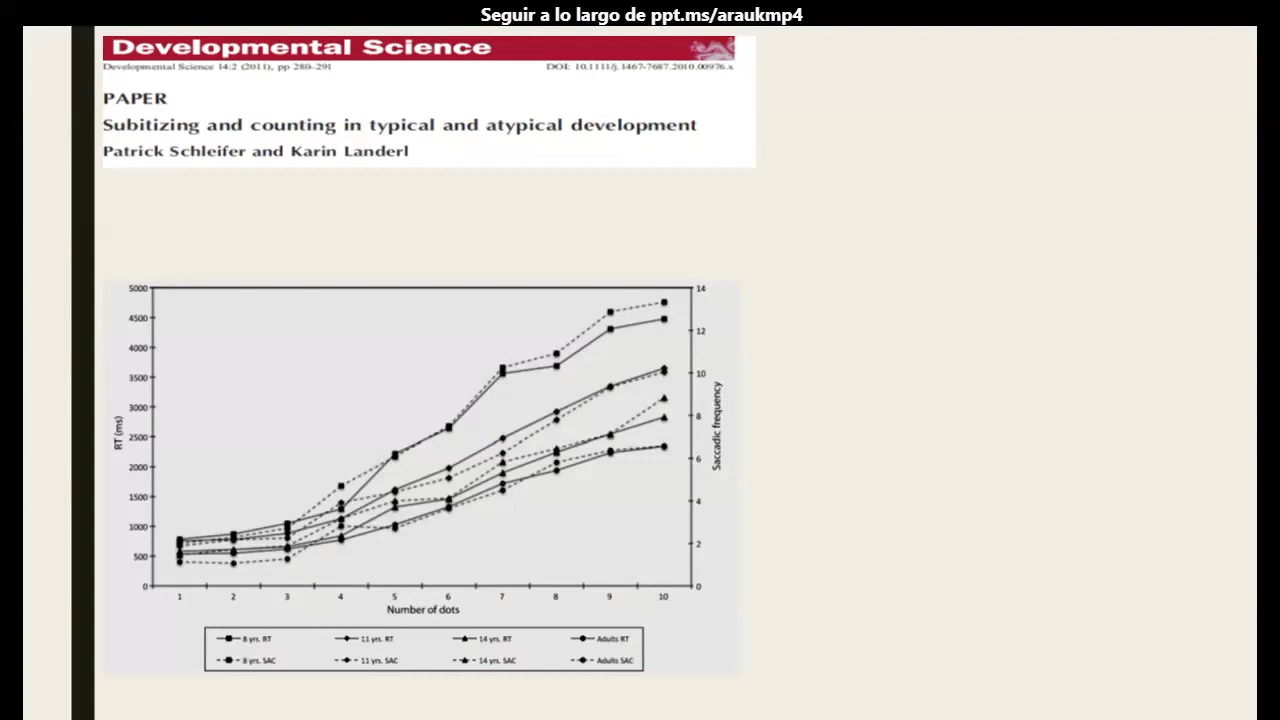 Seguir a lo largo de ppt.ms/araukmp4
Developmental Science
Developmental Science 14:2 (2011), pp 280–291 DOI: 10.1111/j.1467-7687.2010.00976.x
PAPER
Subitizing and counting in typical and atypical development
Patrick Schleifer and Karin Landerl
5000
4500
4000
3500
3000
2500
2000
1500
1000
500
0
RT (ms)
14
12
10
8
6
4
2
0
Saccadic frequency
1 2 3 4 5 6 7 8 9 10
Number of dots
8 yrs. RT 11 yrs. RT 14 yrs. RT Adults RT
8 yrs. SAC 11 yrs. SAC 14 yrs. SAC Adults SAC